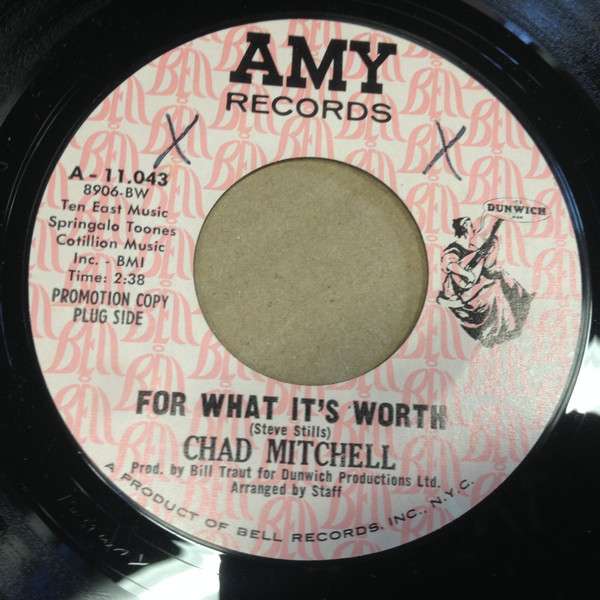 AMY
RECORDS
X X
A-11.043
8906-BW
Ten East Music
Springalo Toones
Cotillion Music
Inc. - BMI
Time: 2:38
PROMOTION COPY
PLUG SIDE
DUNWICH
FOR WHAT IT'S WORTH
(Steve Stills)
CHAD MITCHELL
Prod. by Bill Traut for Dunwich Productions Ltd.
Arranged by Staff
A PRODUCT OF BELL RECORDS, INC., N.Y.C.
BELL